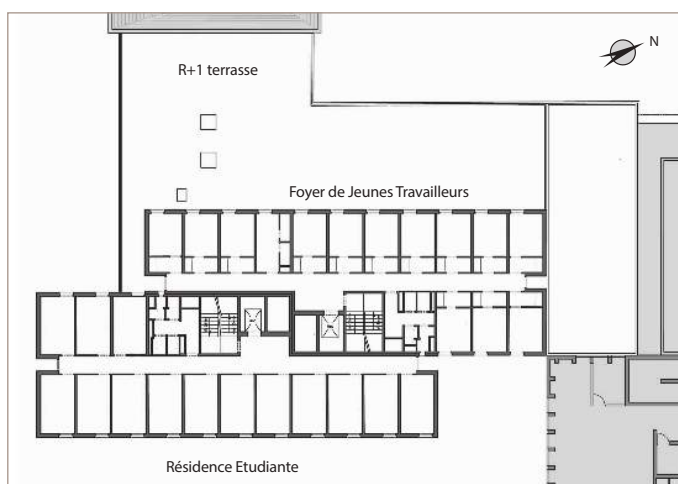 R+1 terrasse
N
Foyer de Jeunes Travailleurs
Résidence Etudiante